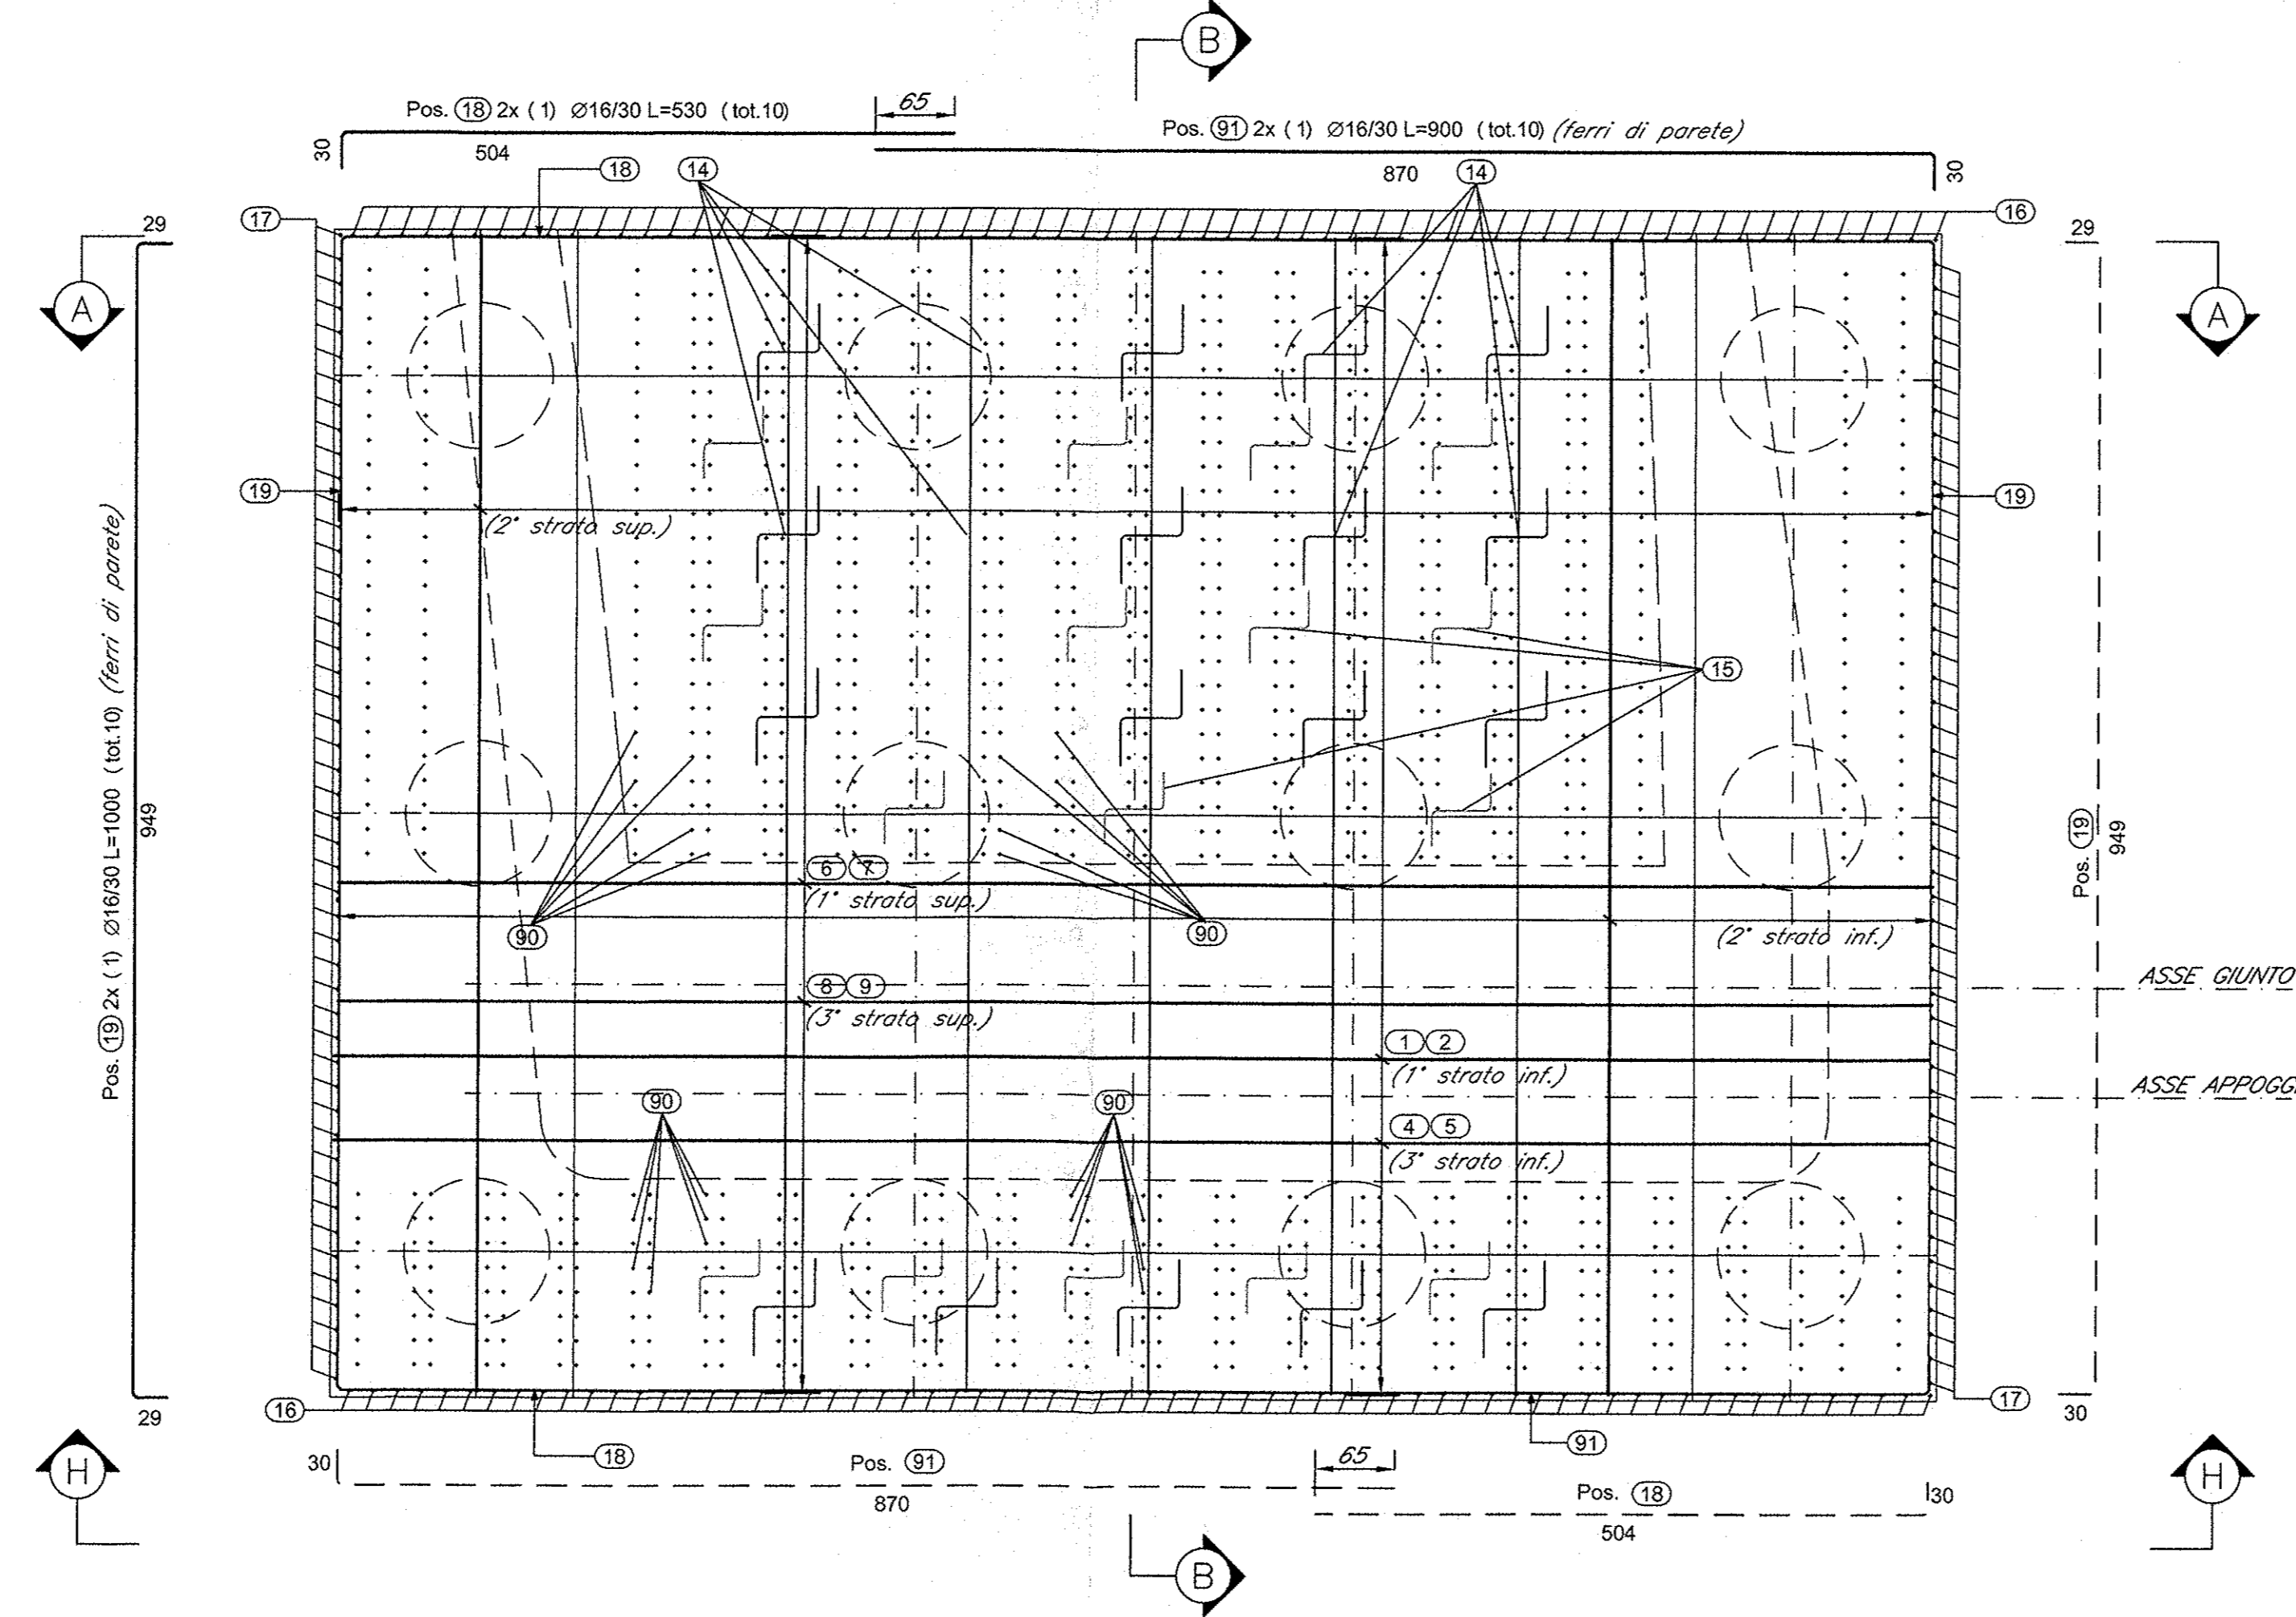 B
Pos. 18 2x (1) Ø16/30 L=530 (tot.10)
65
Pos. 91 2x (1) Ø16/30 L=900 (tot.10) (ferri di parete)
30
504
18
14
870
14
30
17
16
29
29
A
A
19
19
(2° strato sup.)
15
Pos. 19 2x (1) Ø16/30 L=1000 (tot.10) (ferri di parete)
949
Pos. 19
949
6 7
(1° strato sup.)
90
90
(2° strato inf.)
8 9
(3° strato sup.)
ASSE GIUNTO
1 2
(1° strato inf.)
90
90
ASSE APPOGG
4 5
(3° strato inf.)
29
16
17
30
H
30
18
Pos. 91
870
65
91
Pos. 18
504
30
H
B